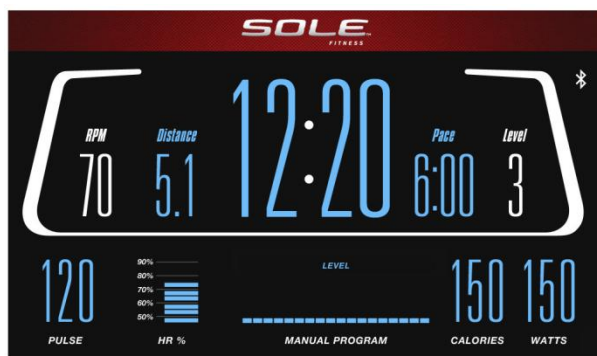 SOLE
FITNESS
12:20
RPM
70
Distance
5.1
Pace
6:00
Level
3
120
PULSE
90%
80%
70%
60%
50%
HR %
LEVEL
MANUAL PROGRAM
150
CALORIES
150
WATTS